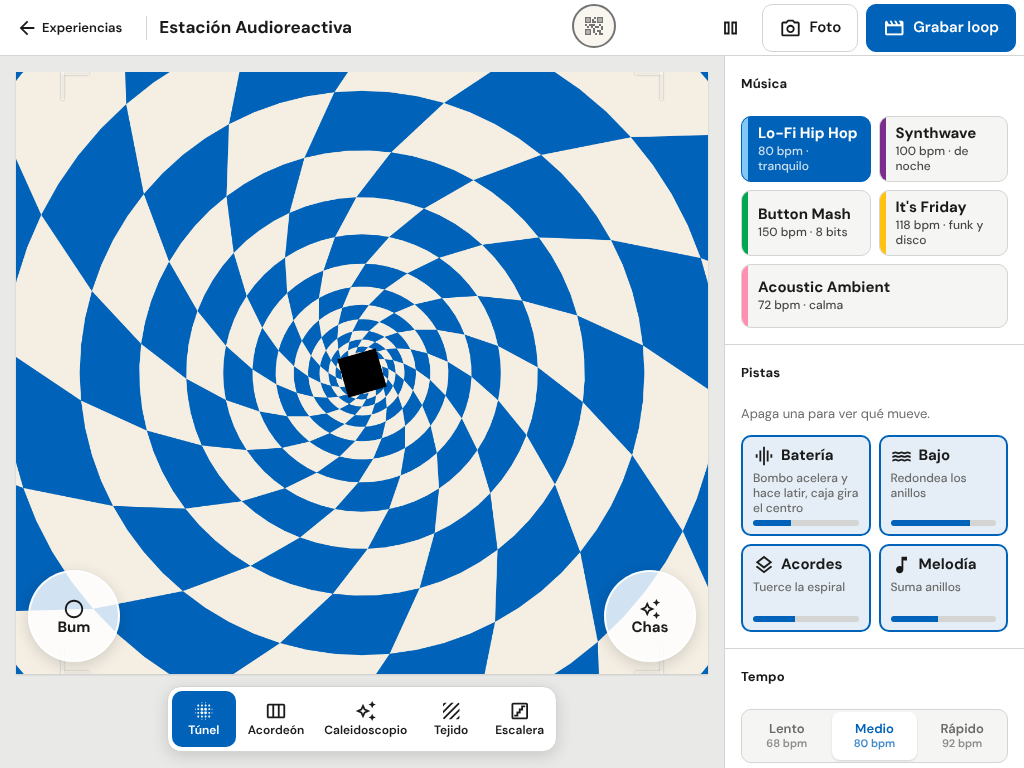 Experiencias
Estación Audioreactiva
Foto
Grabar loop
Música
Lo-Fi Hip Hop
80 bpm ·
tranquilo
Synthwave
100 bpm · de
noche
Button Mash
150 bpm · 8 bits
It's Friday
118 bpm · funk y
disco
Acoustic Ambient
72 bpm · calma
Pistas
Apaga una para ver qué mueve.
Batería
Bombo acelera y
hace latir, caja gira
el centro
Bajo
Redondea los
anillos
Acordes
Tuerce la espiral
Melodía
Suma anillos
Bum
Chas
Túnel
Acordeón
Caleidoscopio
Tejido
Escalera
Tempo
Lento
68 bpm
Medio
80 bpm
Rápido
92 bpm